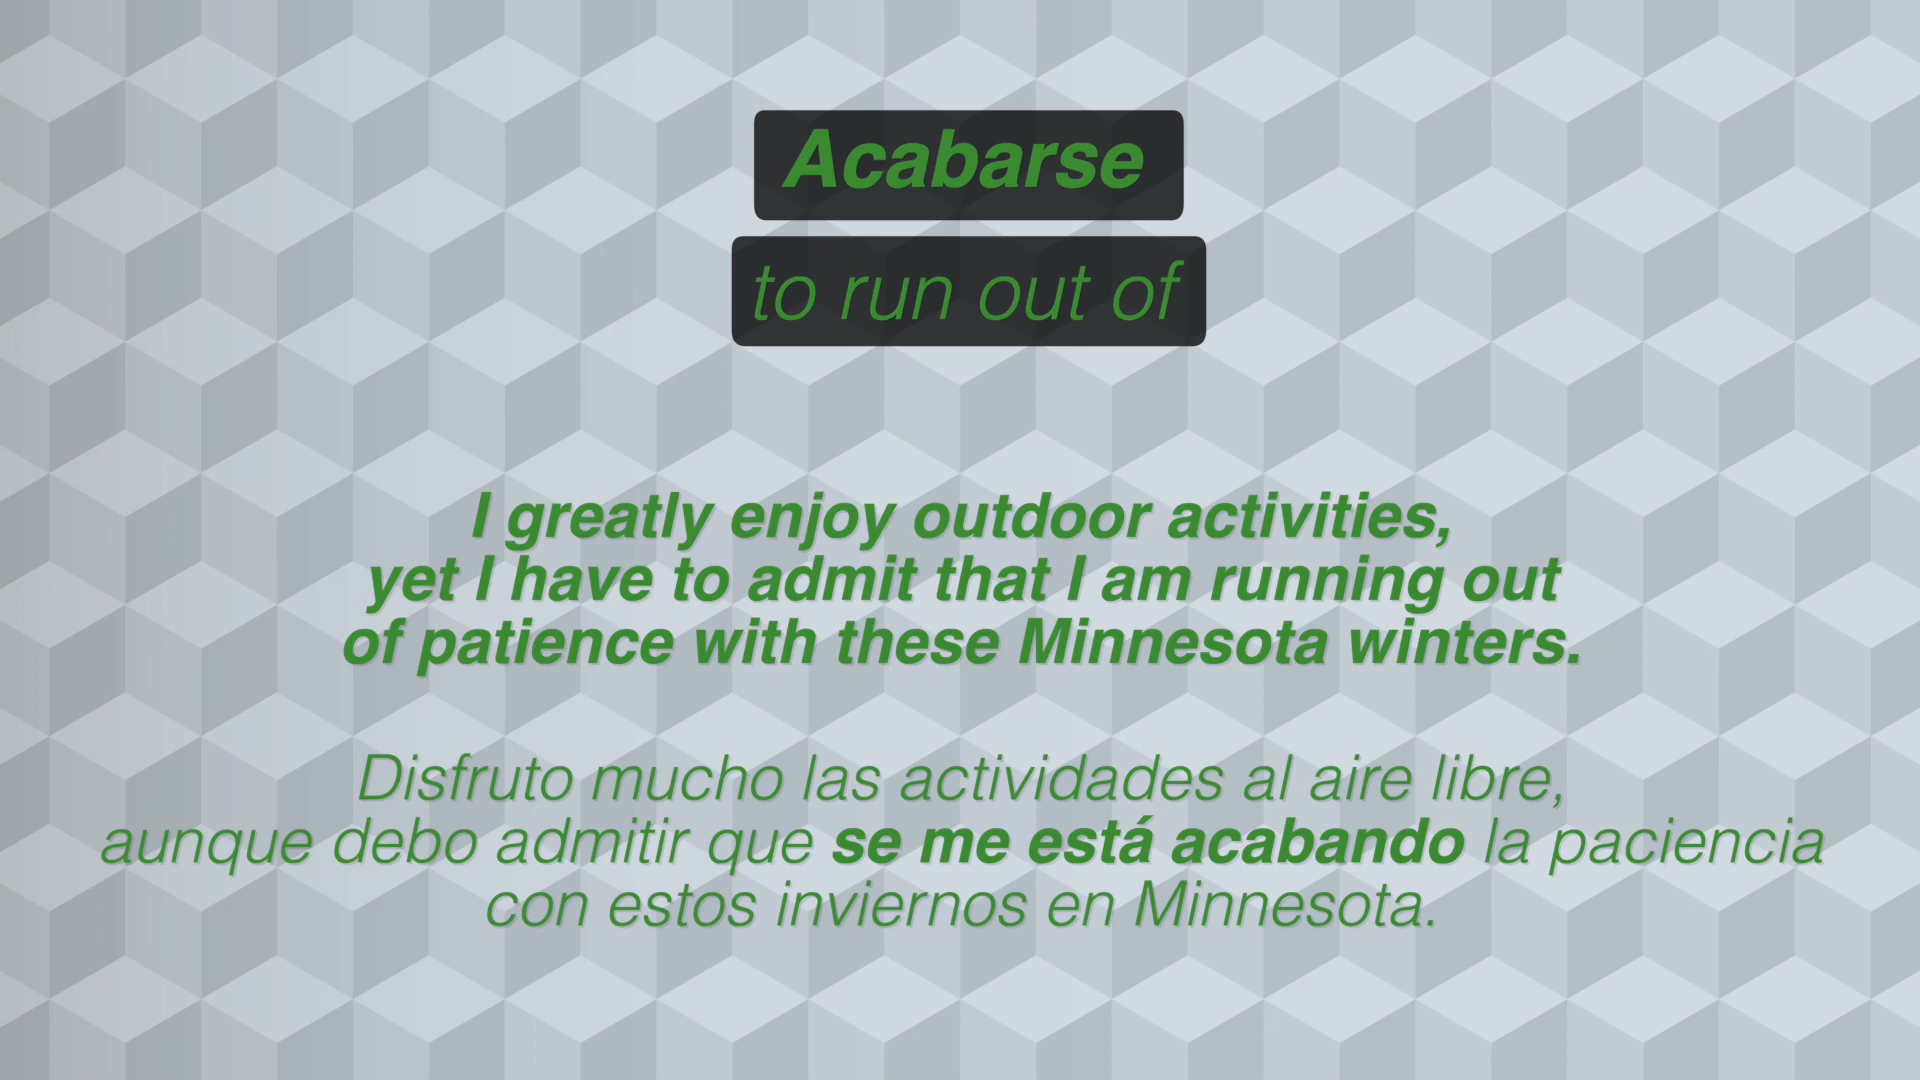 Acabarse
to run out of
I greatly enjoy outdoor activities,
yet I have to admit that I am running out
of patience with these Minnesota winters.
Disfruto mucho las actividades al aire libre,
aunque debo admitir que se me está acabando la paciencia
con estos inviernos en Minnesota.